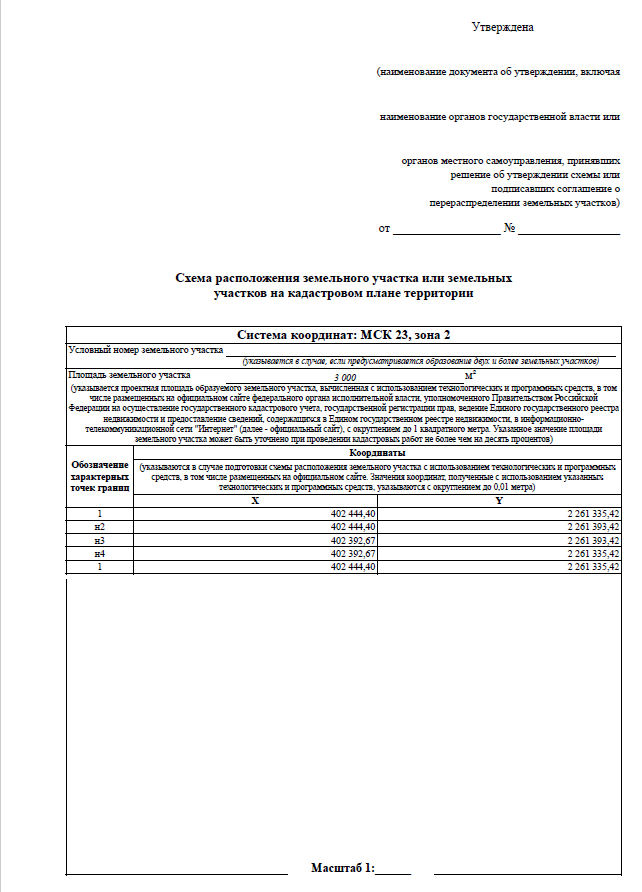 Утверждена
(наименование документа об утверждении, включая
наименование органов государственной власти или
органов местного самоуправления, принявших
решение об утверждении схемы или
подписавших соглашение о
перераспределении земельных участков)
от __________________ № _________________
Схема расположения земельного участка или земельных
участков на кадастровом плане территории
Система координат: МСК 23, зона 2
Условный номер земельного участка
(указывается в случае, если предусматривается образование двух и более земельных участков)
Площадь земельного участка 3 000 м²
(указывается проектная площадь образуемого земельного участка, вычисленная с использованием технологических и программных средств, в том
числе размещенных на официальном сайте федерального органа исполнительной власти, уполномоченного Правительством Российской
Федерации на осуществление государственного кадастрового учета, государственной регистрации прав, ведение Единого государственного реестра
недвижимости и предоставление сведений, содержащихся в Едином государственном реестре недвижимости, в информационно-
телекоммуникационной сети "Интернет" (далее - официальный сайт), с округлением до 1 квадратного метра. Указанное значение площади
земельного участка может быть уточнено при проведении кадастровых работ не более чем на десять процентов)
Обозначение
характерных
точек границ
Координаты
(указываются в случае подготовки схемы расположения земельного участка с использованием технологических и программных
средств, в том числе размещенных на официальном сайте. Значения координат, полученные с использованием указанных
технологических и программных средств, указываются с округлением до 0,01 метра)
X Y
1 402 444,40 2 261 335,42
н2 402 444,40 2 261 393,42
н3 402 392,67 2 261 393,42
н4 402 392,67 2 261 335,42
1 402 444,40 2 261 335,42
Масштаб 1:______